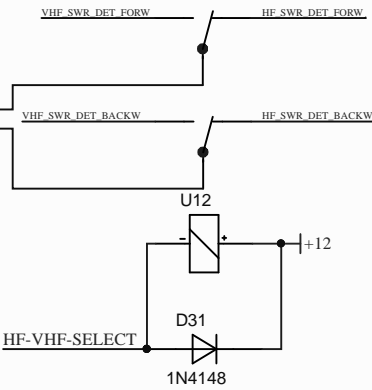 VHF_SWR_DET_FORW HF_SWR_DET_FORW
VHF_SWR_DET_BACKW HF_SWR_DET_BACKW
U12
- +
+12
D31
HF-VHF-SELECT
1N4148